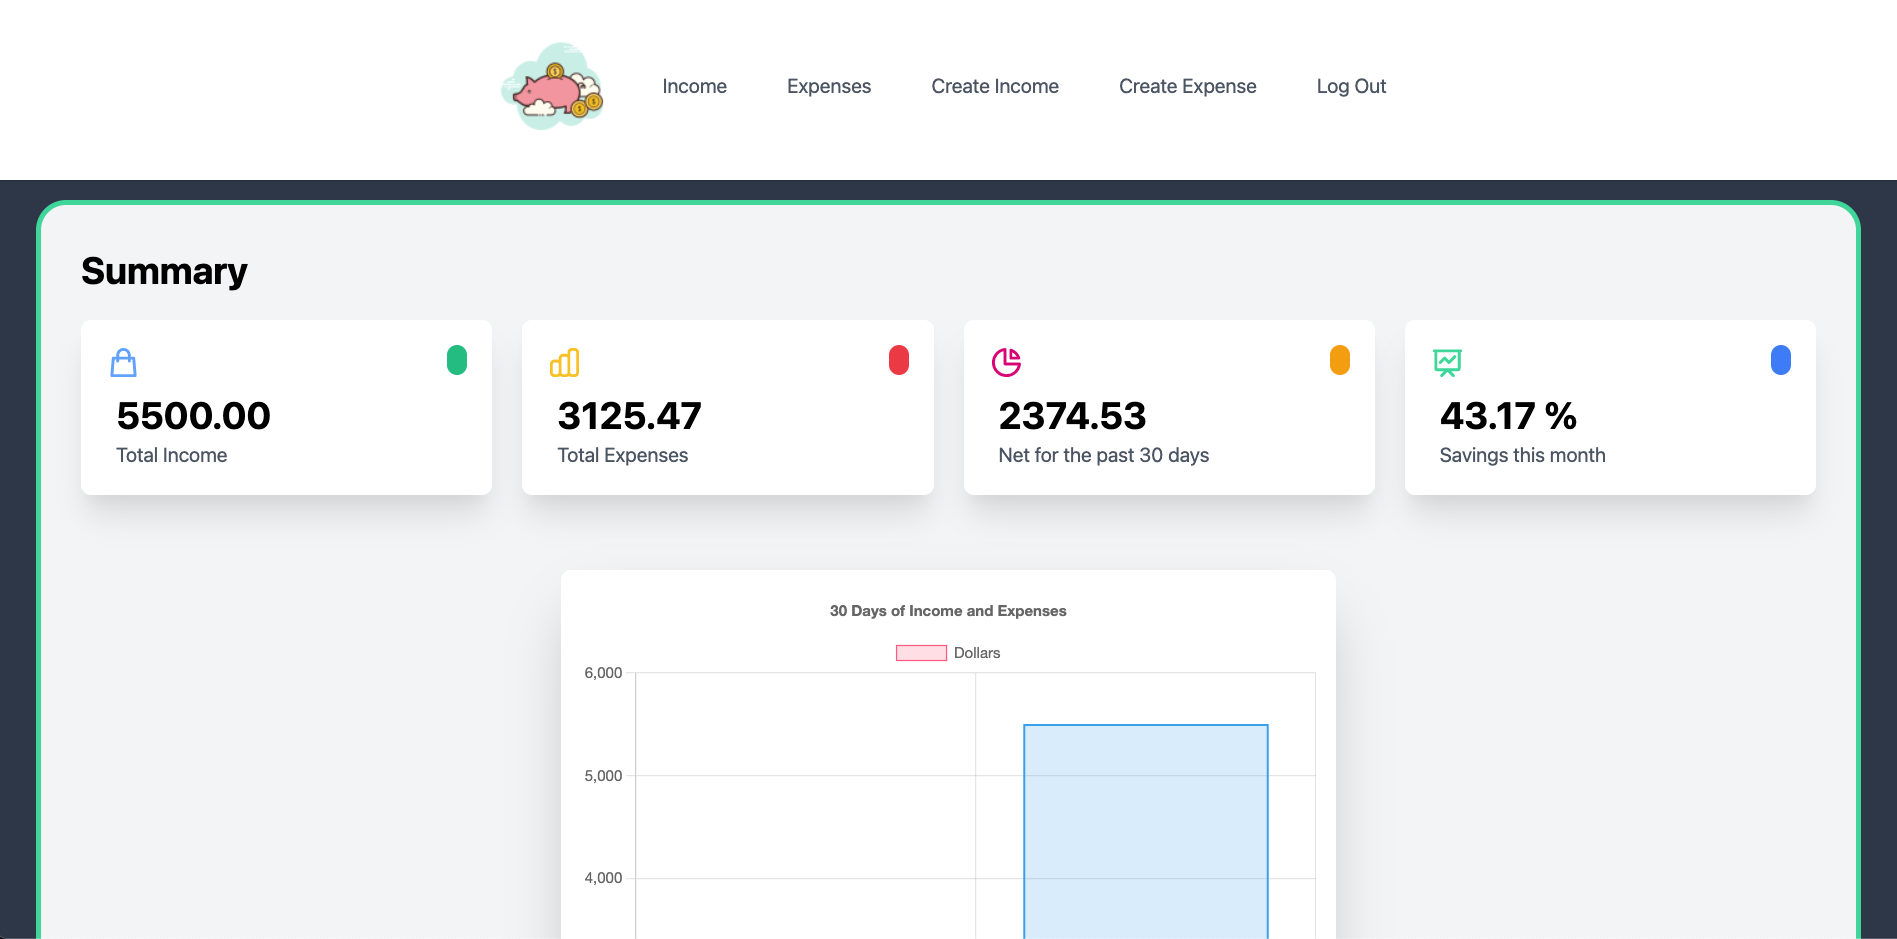 Income Expenses Create Income Create Expense Log Out
Summary
5500.00
Total Income
3125.47
Total Expenses
2374.53
Net for the past 30 days
43.17 %
Savings this month
30 Days of Income and Expenses
Dollars
6,000
5,000
4,000